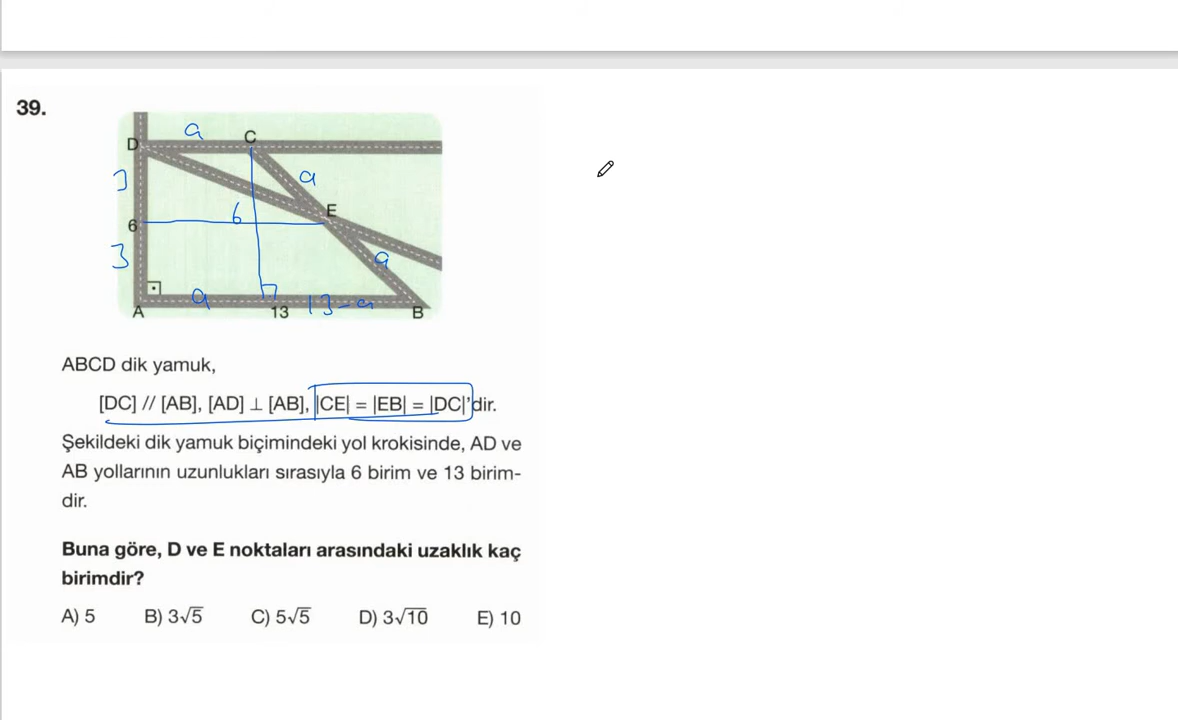 39.
a
D
C
3
a
6
E
6
3
a
a
13-a
A
13
B
ABCD dik yamuk,
[DC] // [AB], [AD] ⊥ [AB], |CE| = |EB| = |DC|'dir.
Şekildeki dik yamuk biçimindeki yol krokisinde, AD ve
AB yollarının uzunlukları sırasıyla 6 birim ve 13 birim-
dir.
Buna göre, D ve E noktaları arasındaki uzaklık kaç
birimdir?
A) 5 B) 3√5 C) 5√5 D) 3√10 E) 10